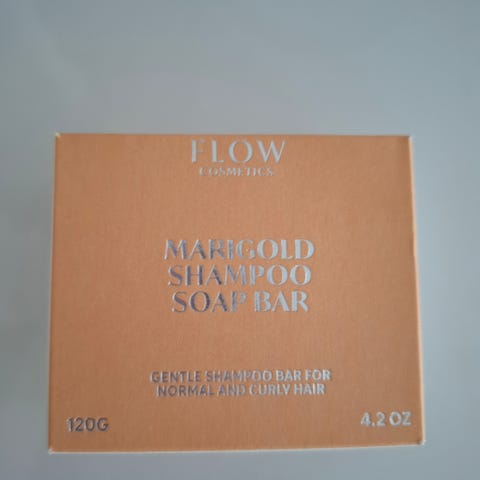 FLOW
COSMETICS
MARIGOLD
SHAMPOO
SOAP BAR
GENTLE SHAMPOO BAR FOR
NORMAL AND CURLY HAIR
120G
4.2 OZ